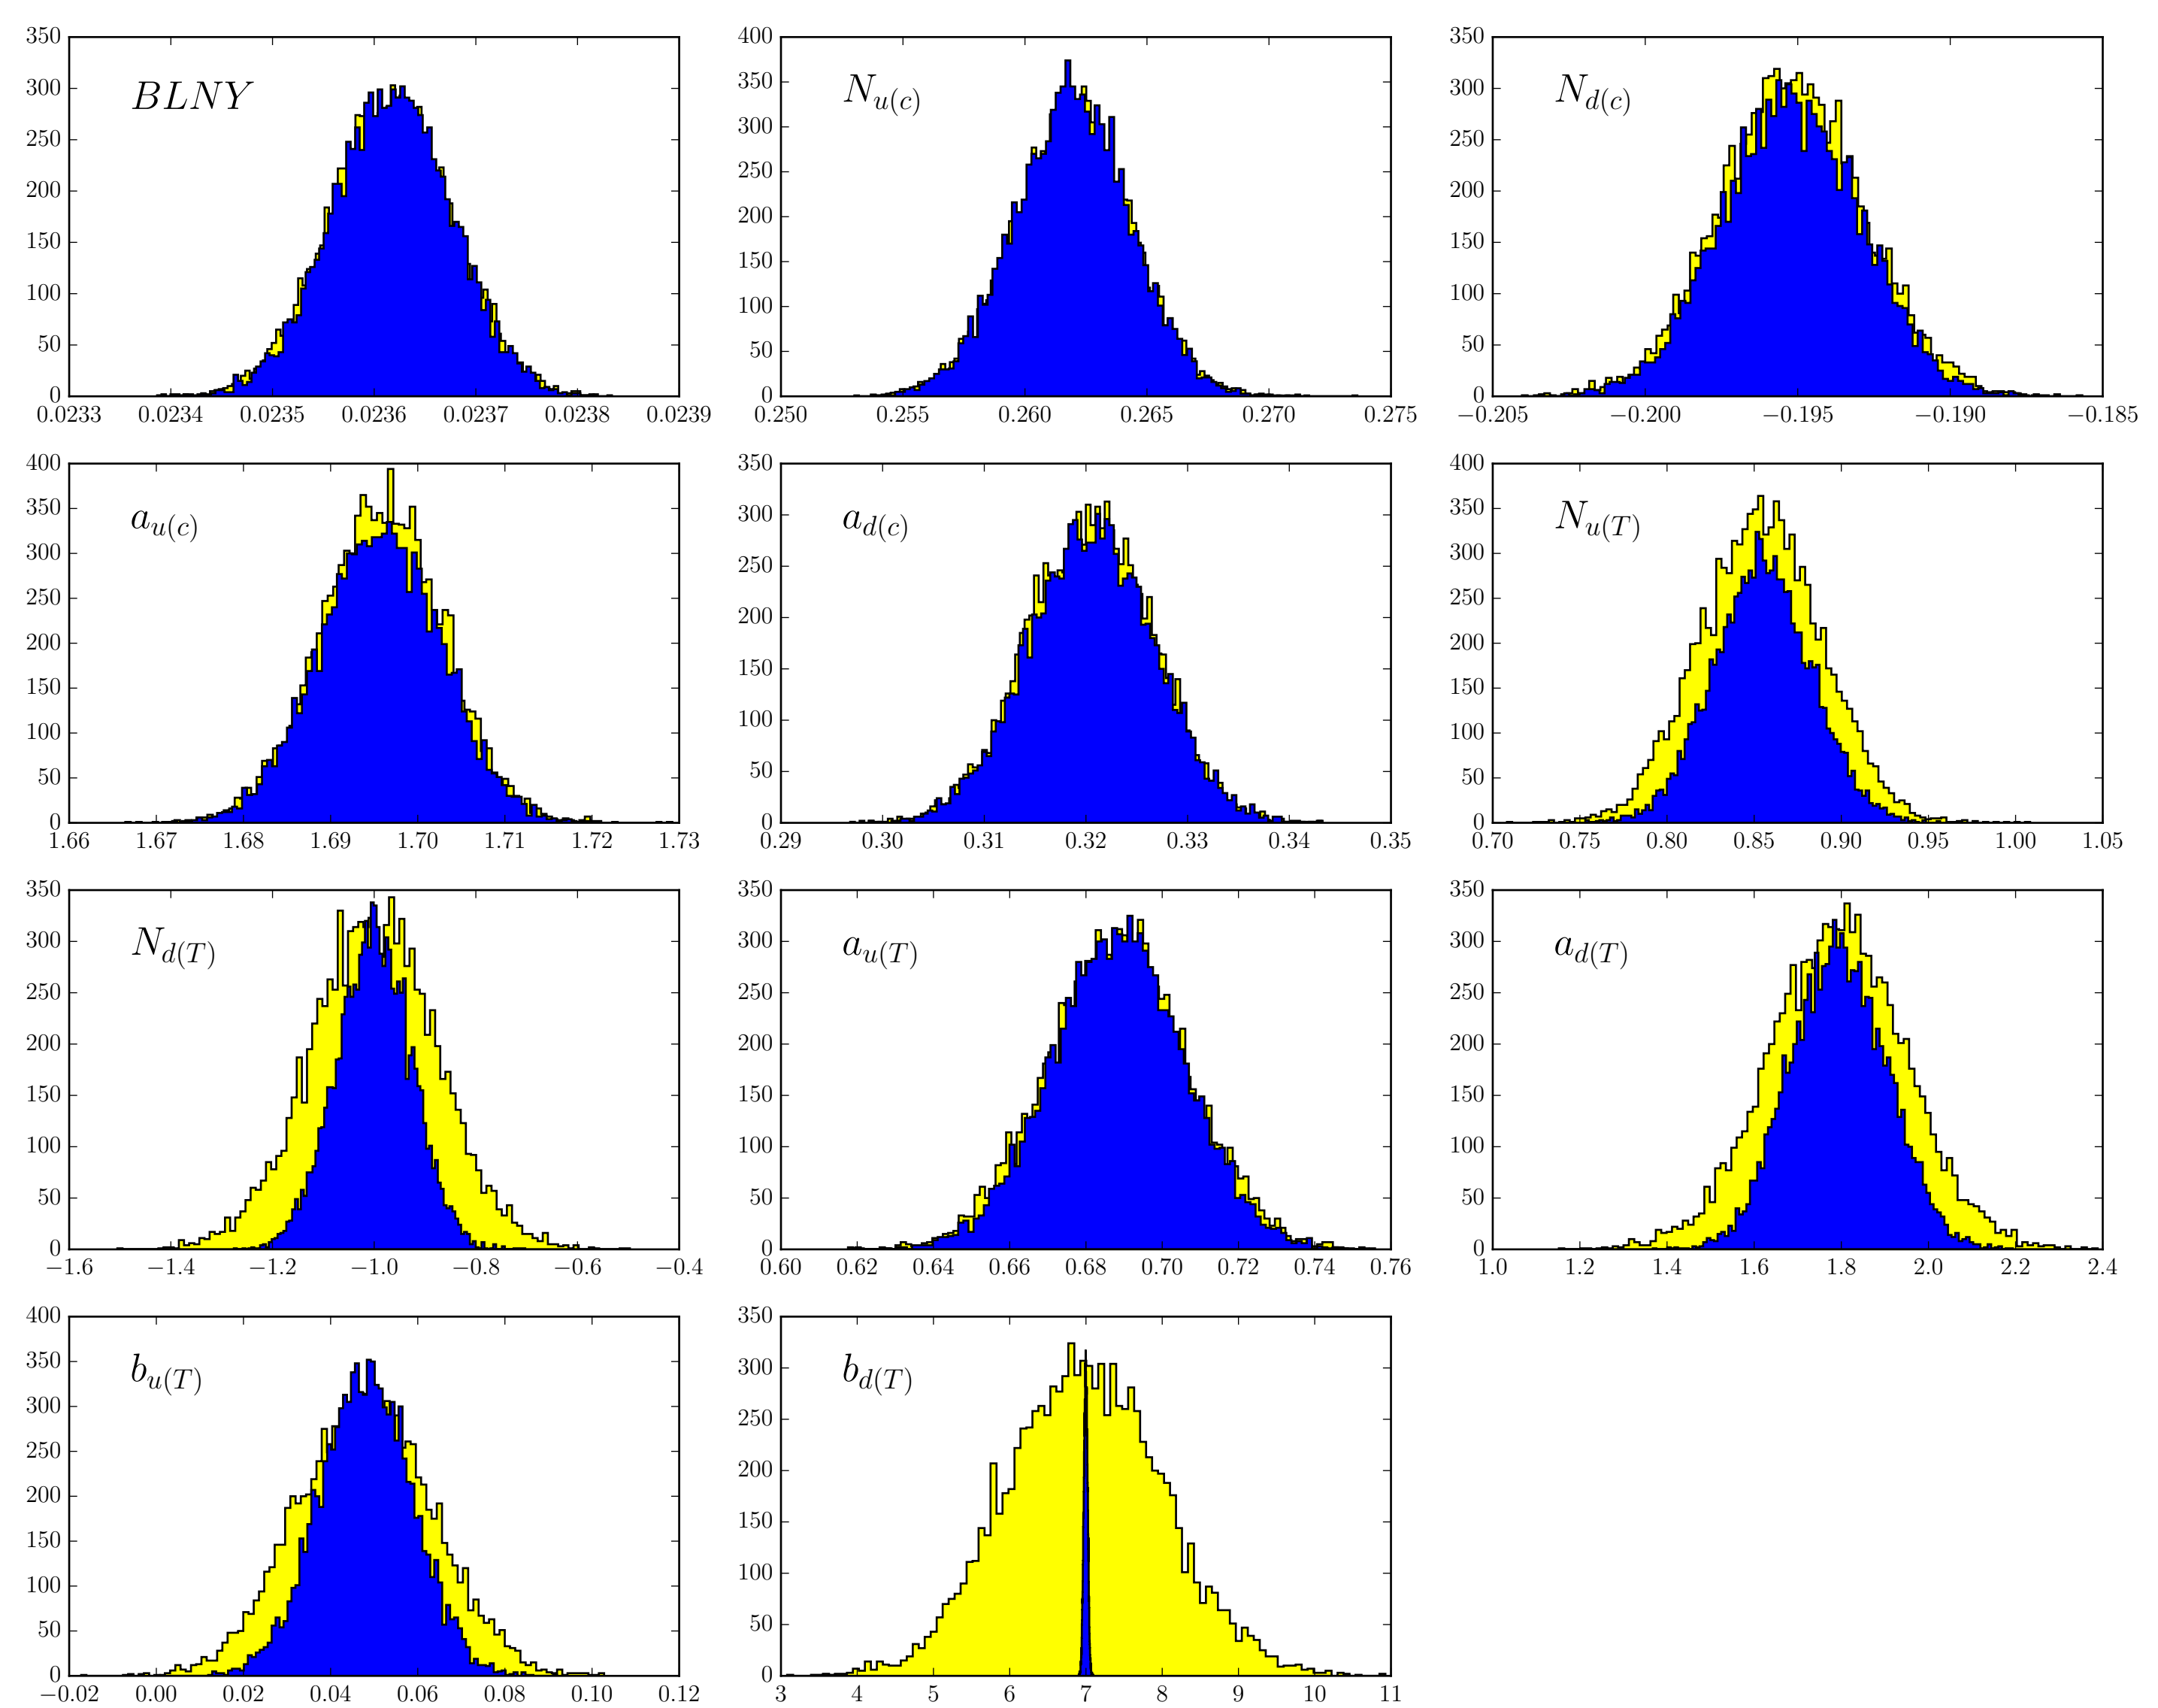 350 300 250 200 150 100 50 0
BLNY
0.0233 0.0234 0.0235 0.0236 0.0237 0.0238 0.0239
400 350 300 250 200 150 100 50 0
N_{u(c)}
0.250 0.255 0.260 0.265 0.270 0.275
350 300 250 200 150 100 50 0
N_{d(c)}
−0.205 −0.200 −0.195 −0.190 −0.185
400 350 300 250 200 150 100 50 0
a_{u(c)}
1.66 1.67 1.68 1.69 1.70 1.71 1.72 1.73
350 300 250 200 150 100 50 0
a_{d(c)}
0.29 0.30 0.31 0.32 0.33 0.34 0.35
400 350 300 250 200 150 100 50 0
N_{u(T)}
0.70 0.75 0.80 0.85 0.90 0.95 1.00 1.05
350 300 250 200 150 100 50 0
N_{d(T)}
−1.6 −1.4 −1.2 −1.0 −0.8 −0.6 −0.4
350 300 250 200 150 100 50 0
a_{u(T)}
0.60 0.62 0.64 0.66 0.68 0.70 0.72 0.74 0.76
350 300 250 200 150 100 50 0
a_{d(T)}
1.0 1.2 1.4 1.6 1.8 2.0 2.2 2.4
400 350 300 250 200 150 100 50 0
b_{u(T)}
−0.02 0.00 0.02 0.04 0.06 0.08 0.10 0.12
350 300 250 200 150 100 50 0
b_{d(T)}
3 4 5 6 7 8 9 10 11